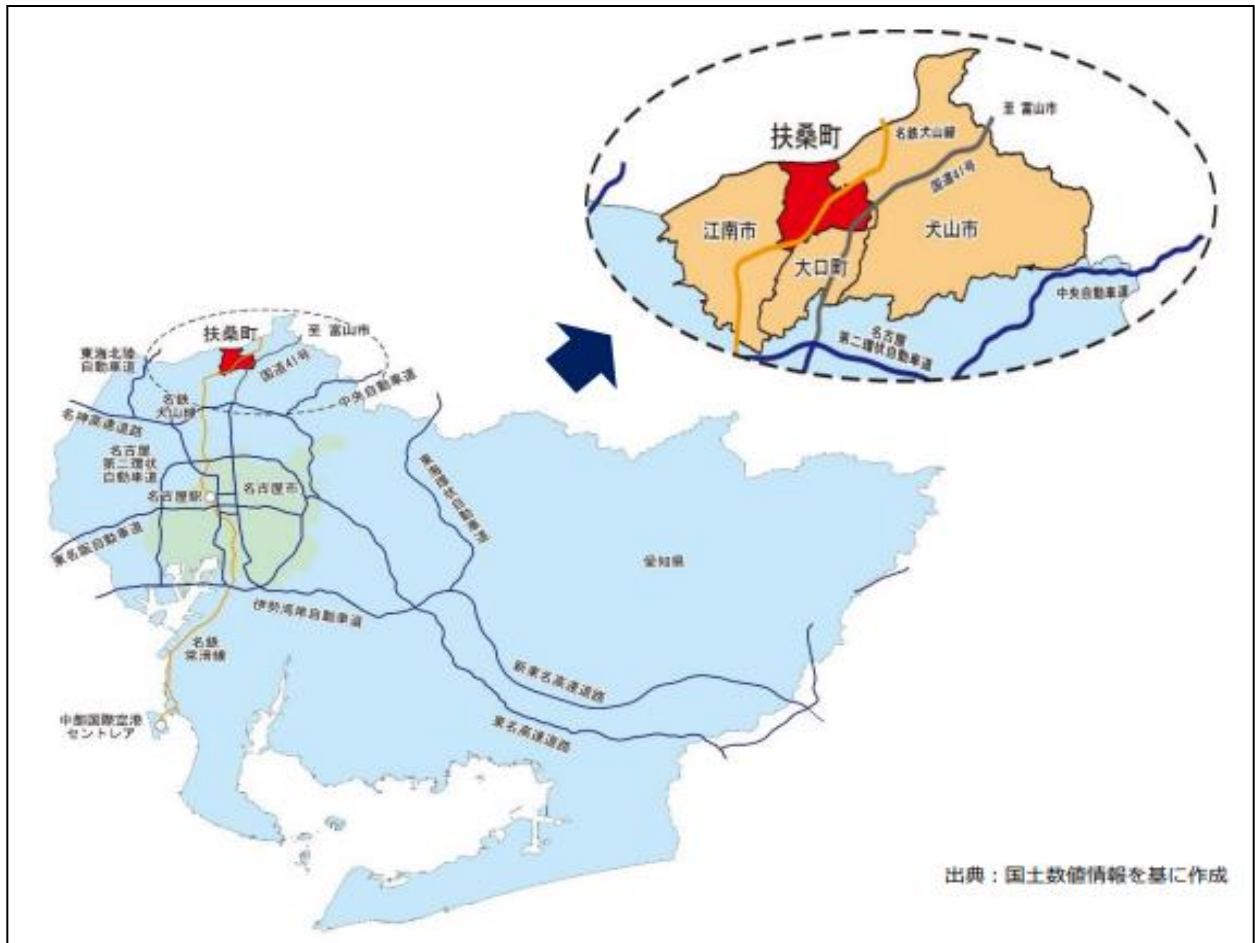 扶桑町
名鉄犬山線
至 富山市
国道41号
江南市
犬山市
大口町
中央自動車道
名古屋
第二環状自動車道
扶桑町
至 富山市
東海北陸
自動車道
国道41号
中央自動車道
名鉄
犬山線
名神高速道路
名古屋
第二環状
自動車道
名古屋駅
名古屋市
東海環状自動車道
東名阪自動車道
愛知県
伊勢湾岸自動車道
名鉄
常滑線
新東名高速道路
東名高速道路
中部国際空港
セントレア
出典：国土数値情報を基に作成